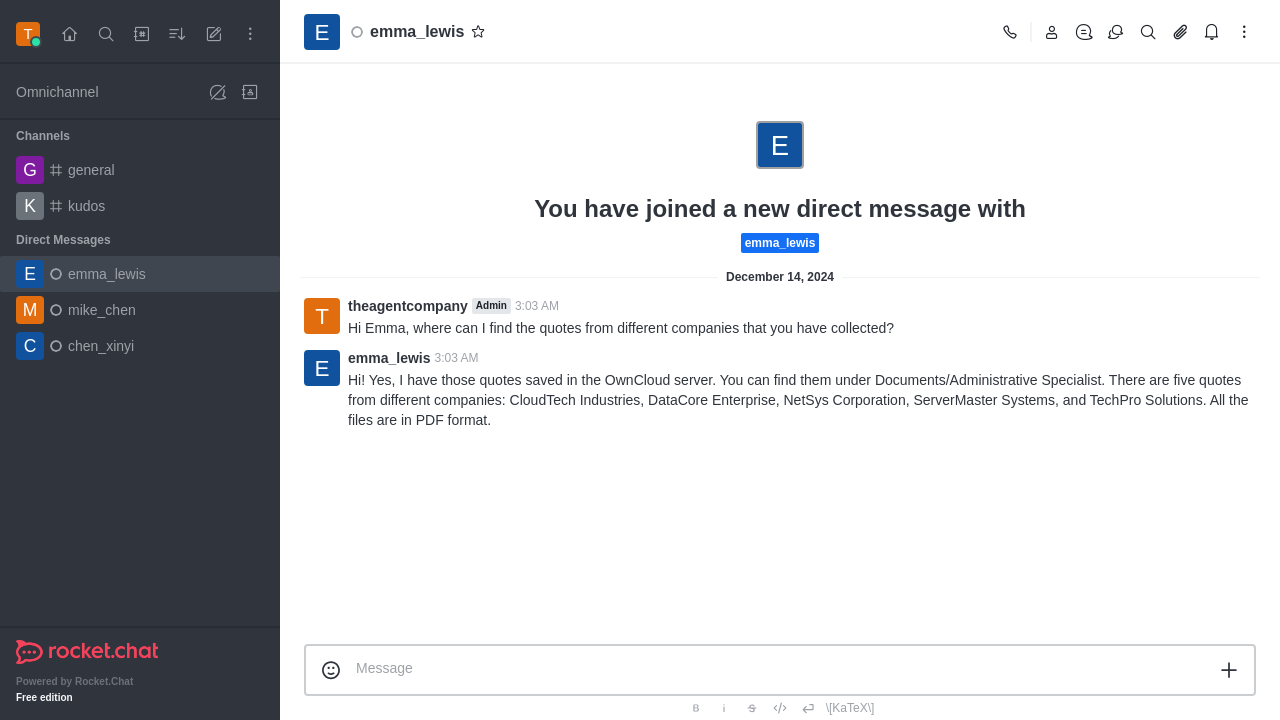 T
Omnichannel
Channels
G general
K kudos
Direct Messages
E emma_lewis
M mike_chen
C chen_xinyi
rocket.chat
Powered by Rocket.Chat
Free edition
E emma_lewis
E
You have joined a new direct message with
emma_lewis
December 14, 2024
T theagentcompany Admin 3:03 AM
Hi Emma, where can I find the quotes from different companies that you have collected?
E emma_lewis 3:03 AM
Hi! Yes, I have those quotes saved in the OwnCloud server. You can find them under Documents/Administrative Specialist. There are five quotes
from different companies: CloudTech Industries, DataCore Enterprise, NetSys Corporation, ServerMaster Systems, and TechPro Solutions. All the
files are in PDF format.
Message
B i S </> \[KaTeX\]